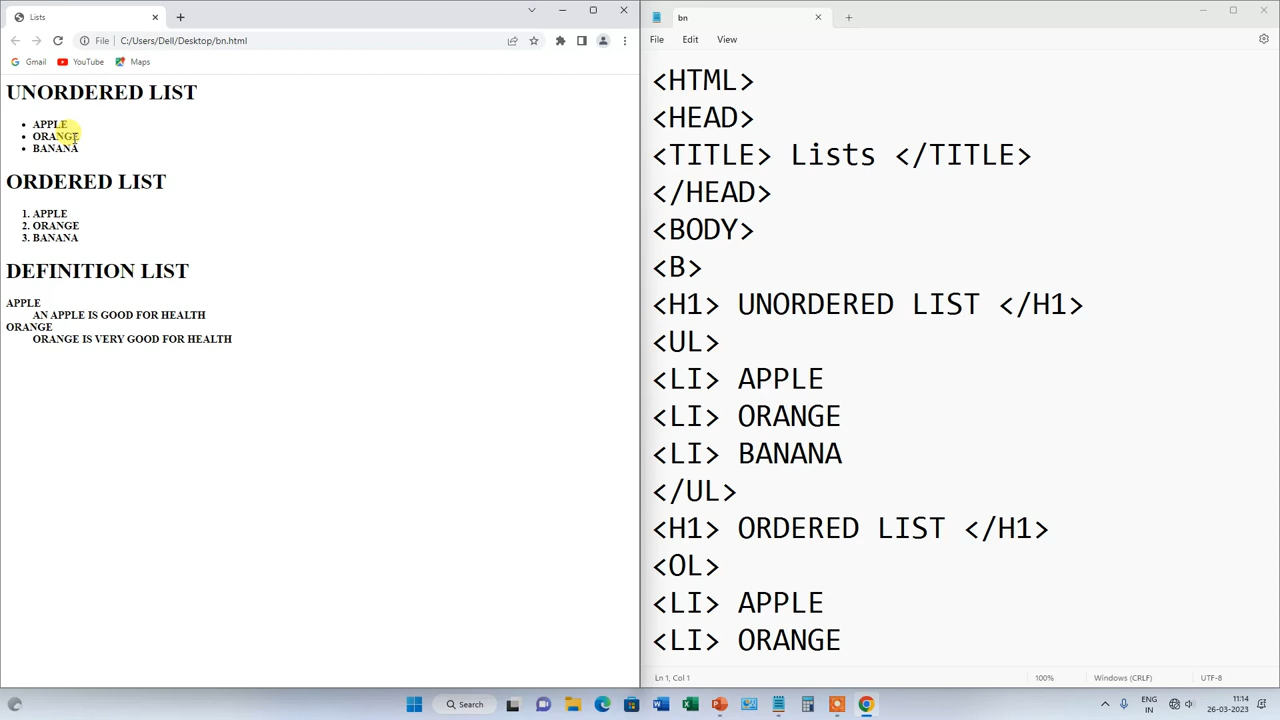 Lists
File C:/Users/Dell/Desktop/bn.html
Gmail YouTube Maps
UNORDERED LIST
APPLE
ORANGE
BANANA
ORDERED LIST
1. APPLE
2. ORANGE
3. BANANA
DEFINITION LIST
APPLE
AN APPLE IS GOOD FOR HEALTH
ORANGE
ORANGE IS VERY GOOD FOR HEALTH
bn
File Edit View
<HTML>
<HEAD>
<TITLE> Lists </TITLE>
</HEAD>
<BODY>
<B>
<H1> UNORDERED LIST </H1>
<UL>
<LI> APPLE
<LI> ORANGE
<LI> BANANA
</UL>
<H1> ORDERED LIST </H1>
<OL>
<LI> APPLE
<LI> ORANGE
Ln 1, Col 1 100% Windows (CRLF) UTF-8
Search
ENG
IN
11:14
26-03-2023